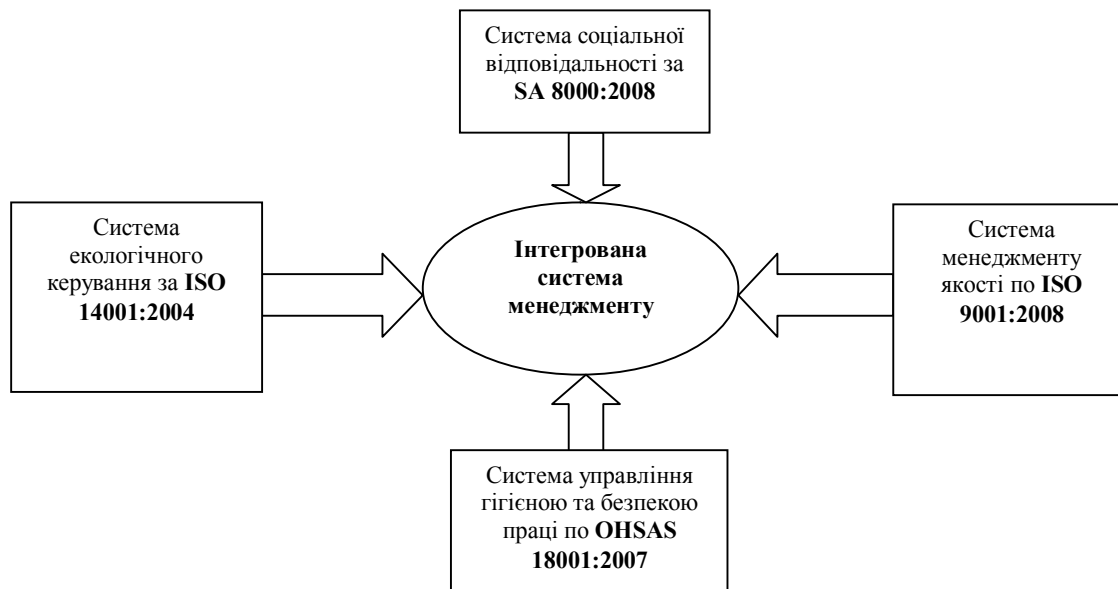 Система соціальної
відповідальності за
SA 8000:2008
Система
екологічного
керування за ISO
14001:2004
Інтегрована
система
менеджменту
Система
менеджменту
якості по ISO
9001:2008
Система управління
гігієною та безпекою
праці по OHSAS
18001:2007